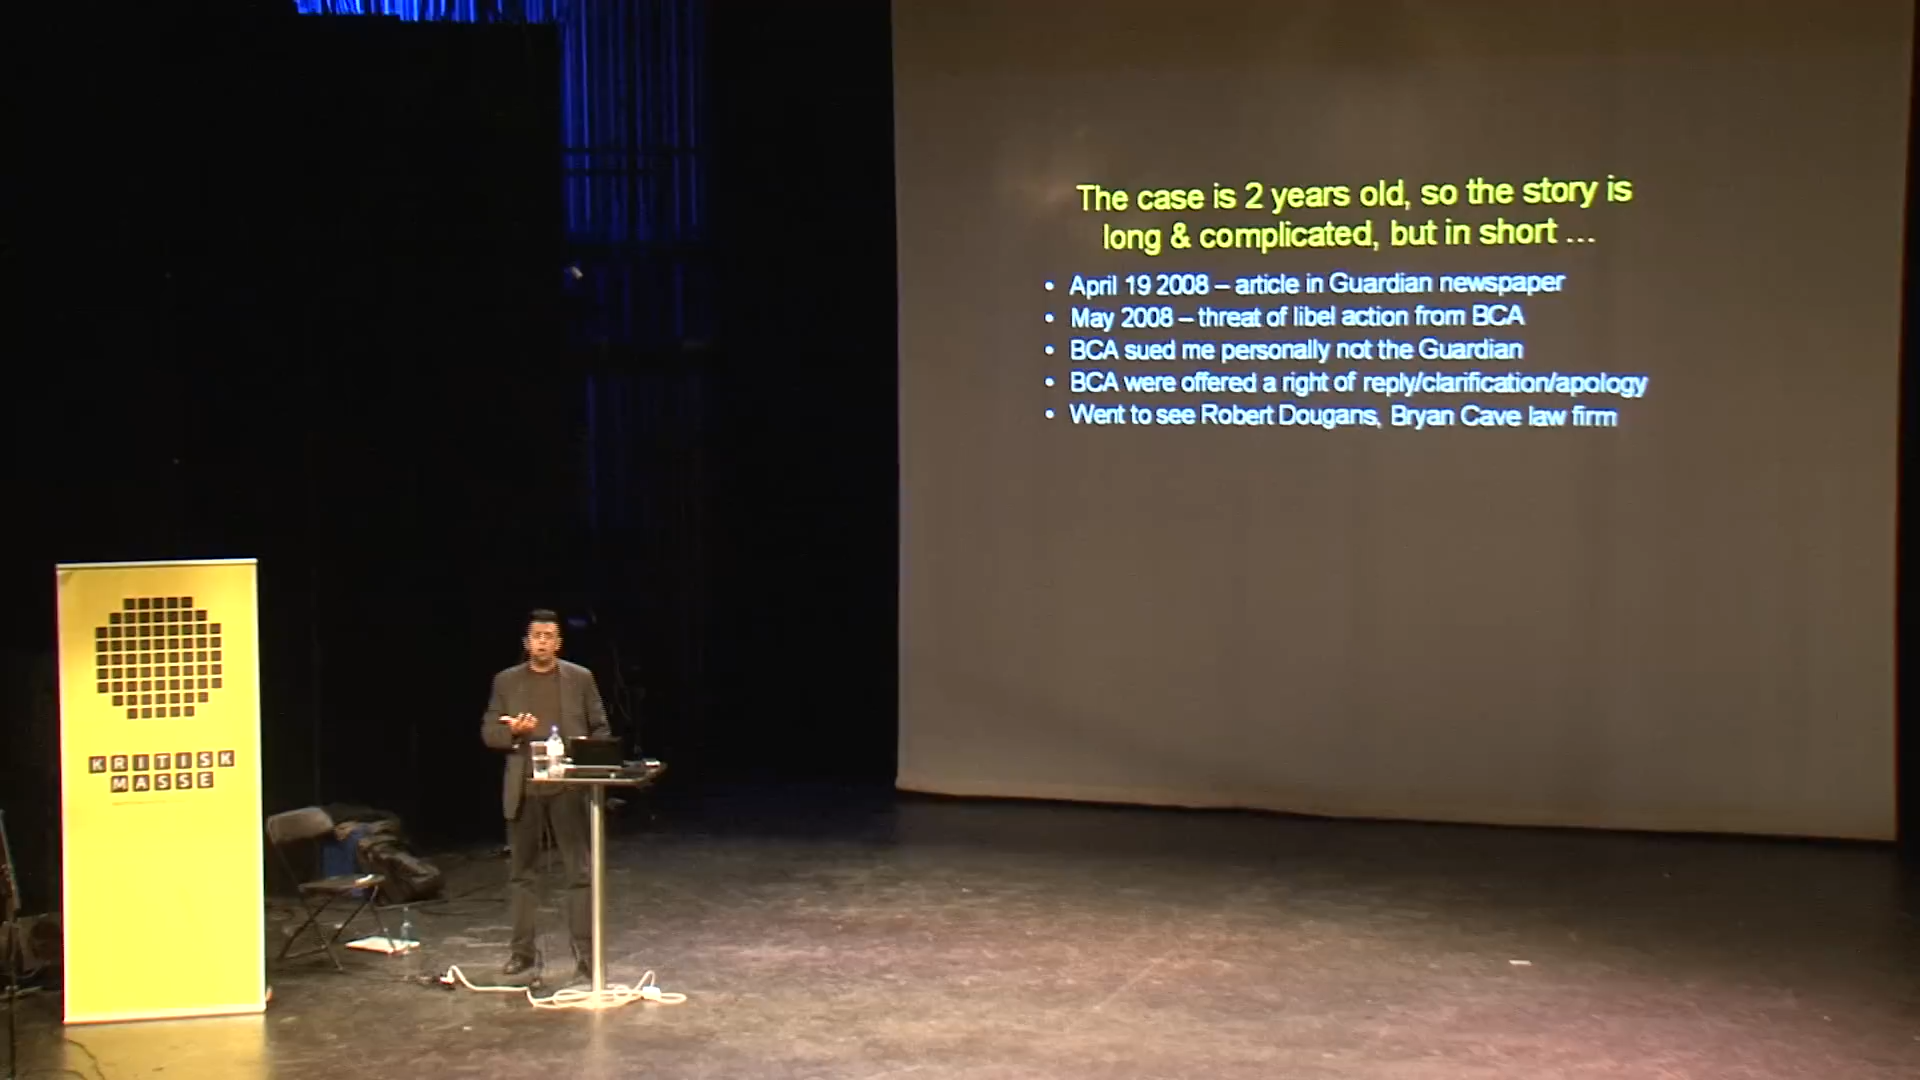 The case is 2 years old, so the story is
long & complicated, but in short ...
• April 19 2008 – article in Guardian newspaper
• May 2008 – threat of libel action from BCA
• BCA sued me personally not the Guardian
• BCA were offered a right of reply/clarification/apology
• Went to see Robert Dougans, Bryan Cave law firm
KRITISK
MASSE